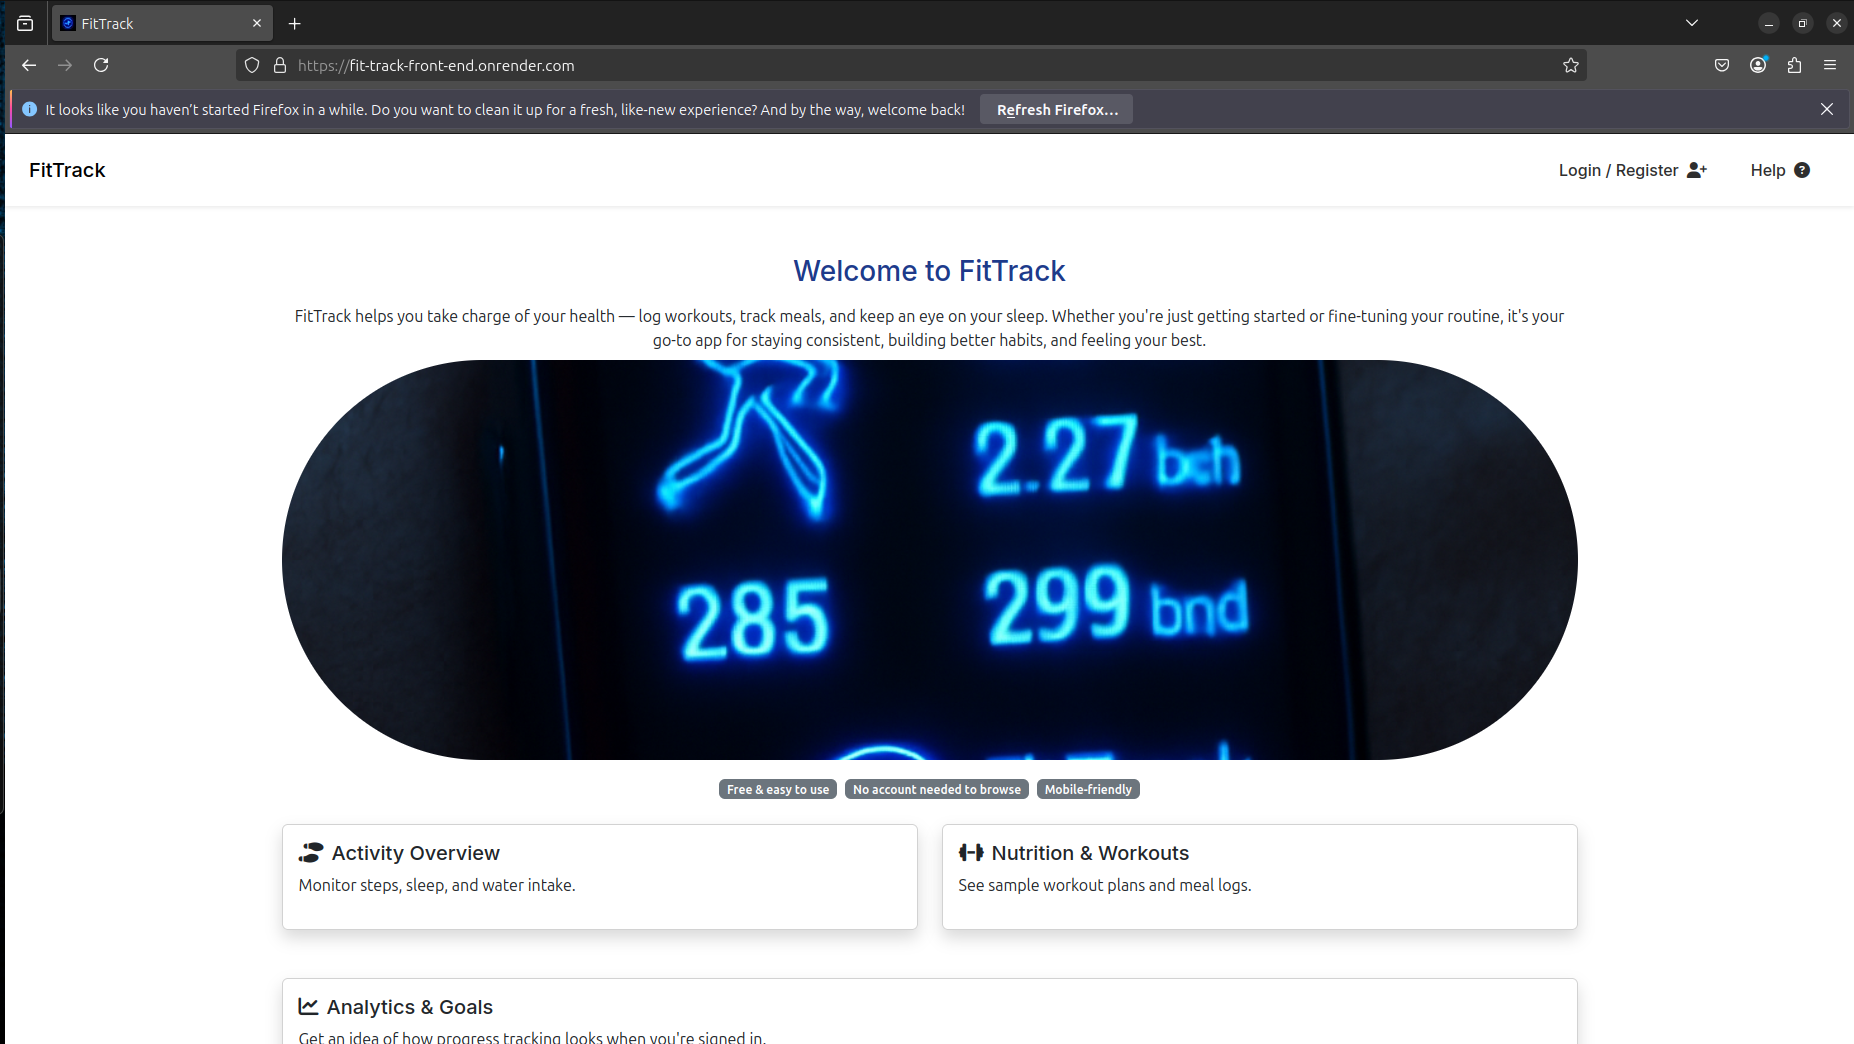 FitTrack
https://fit-track-front-end.onrender.com
It looks like you haven't started Firefox in a while. Do you want to clean it up for a fresh, like-new experience? And by the way, welcome back!
Refresh Firefox...
FitTrack
Login / Register
Help
Welcome to FitTrack
FitTrack helps you take charge of your health — log workouts, track meals, and keep an eye on your sleep. Whether you're just getting started or fine-tuning your routine, it's your
go-to app for staying consistent, building better habits, and feeling your best.
2.27 bch
285
299 bnd
Free & easy to use
No account needed to browse
Mobile-friendly
Activity Overview
Monitor steps, sleep, and water intake.
Nutrition & Workouts
See sample workout plans and meal logs.
Analytics & Goals
Get an idea of how progress tracking looks when you're signed in.